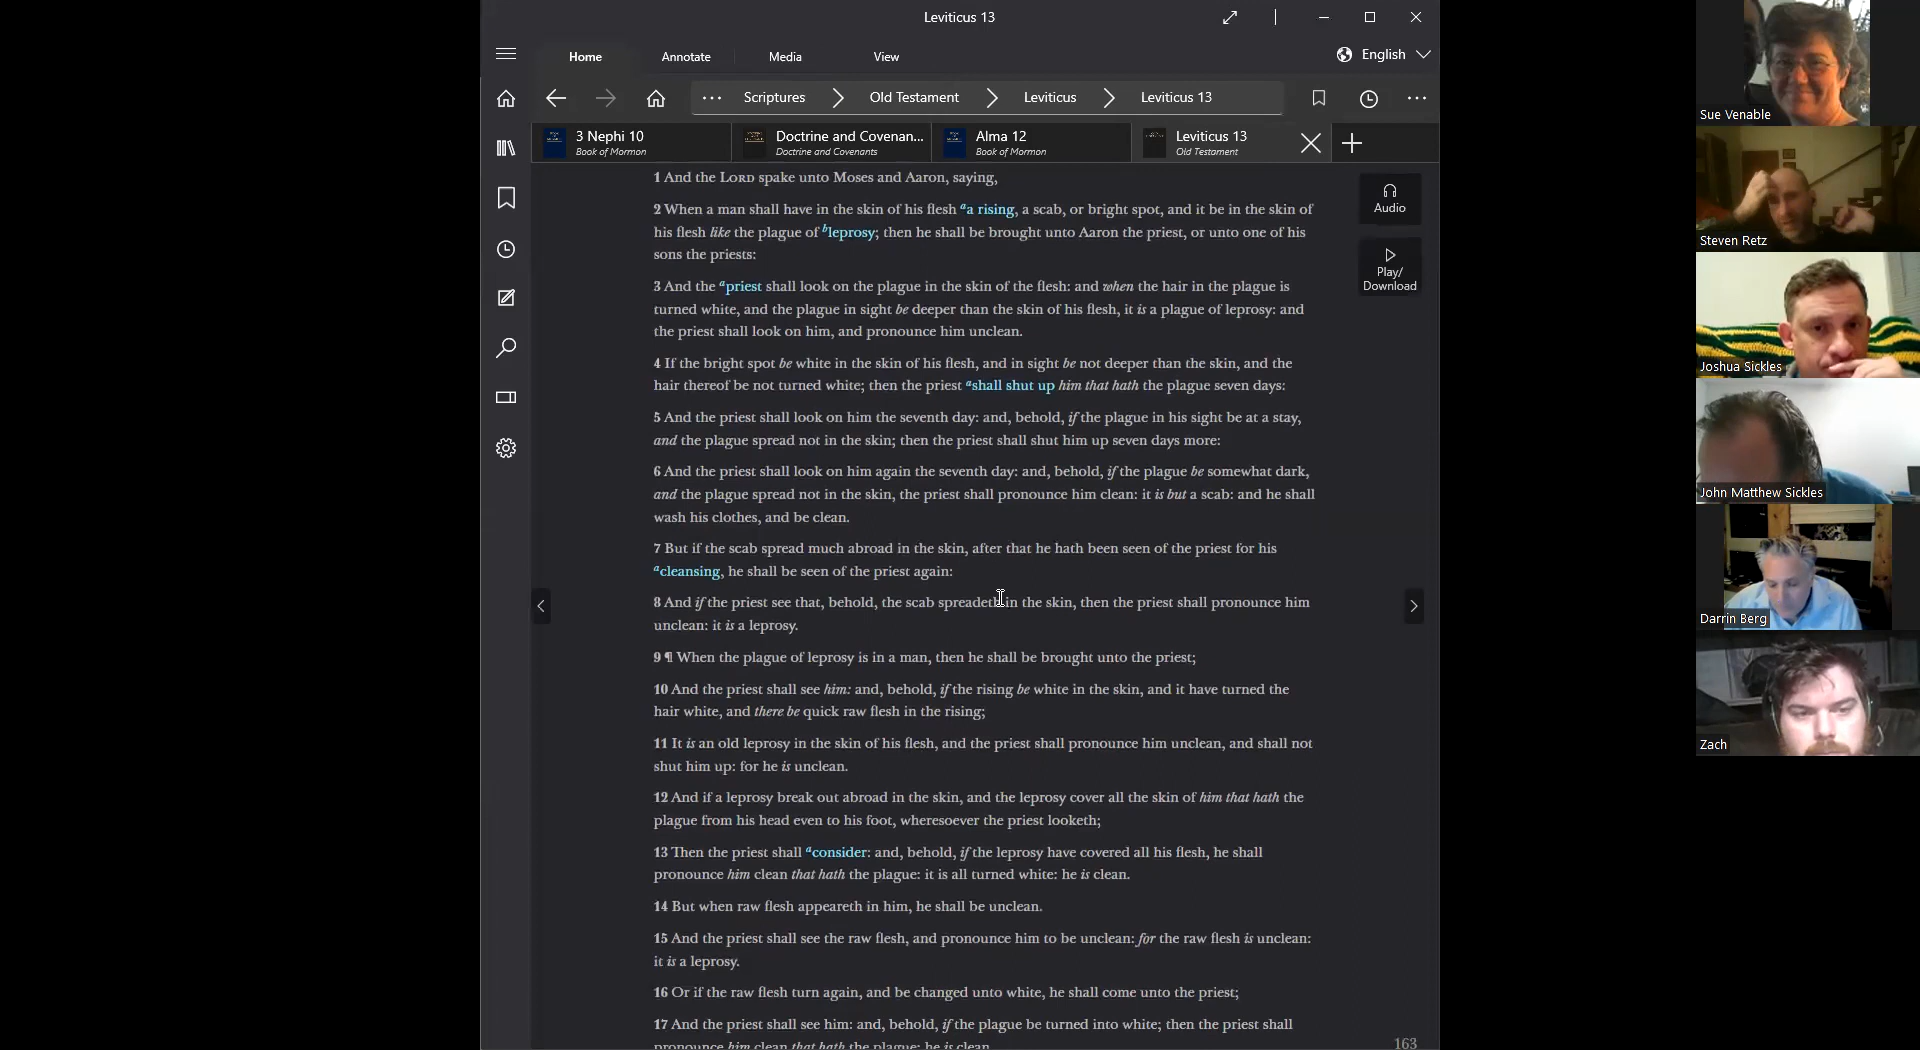 Leviticus 13
Home
Annotate
Media
View
English
Scriptures
Old Testament
Leviticus
Leviticus 13
3 Nephi 10
Book of Mormon
Doctrine and Covenan...
Doctrine and Covenants
Alma 12
Book of Mormon
Leviticus 13
Old Testament
1 And the LORD spake unto Moses and Aaron, saying,
2 When a man shall have in the skin of his flesh a a rising, a scab, or bright spot, and it be in the skin of
his flesh like the plague of b leprosy; then he shall be brought unto Aaron the priest, or unto one of his
sons the priests:
3 And the a priest shall look on the plague in the skin of the flesh: and when the hair in the plague is
turned white, and the plague in sight be deeper than the skin of his flesh, it is a plague of leprosy: and
the priest shall look on him, and pronounce him unclean.
4 If the bright spot be white in the skin of his flesh, and in sight be not deeper than the skin, and the
hair thereof be not turned white; then the priest a shall shut up him that hath the plague seven days:
5 And the priest shall look on him the seventh day: and, behold, if the plague in his sight be at a stay,
and the plague spread not in the skin; then the priest shall shut him up seven days more:
6 And the priest shall look on him again the seventh day: and, behold, if the plague be somewhat dark,
and the plague spread not in the skin, the priest shall pronounce him clean: it is but a scab: and he shall
wash his clothes, and be clean.
7 But if the scab spread much abroad in the skin, after that he hath been seen of the priest for his
a cleansing, he shall be seen of the priest again:
8 And if the priest see that, behold, the scab spreadeth in the skin, then the priest shall pronounce him
unclean: it is a leprosy.
9 ¶ When the plague of leprosy is in a man, then he shall be brought unto the priest;
10 And the priest shall see him: and, behold, if the rising be white in the skin, and it have turned the
hair white, and there be quick raw flesh in the rising;
11 It is an old leprosy in the skin of his flesh, and the priest shall pronounce him unclean, and shall not
shut him up: for he is unclean.
12 And if a leprosy break out abroad in the skin, and the leprosy cover all the skin of him that hath the
plague from his head even to his foot, wheresoever the priest looketh;
13 Then the priest shall a consider: and, behold, if the leprosy have covered all his flesh, he shall
pronounce him clean that hath the plague: it is all turned white: he is clean.
14 But when raw flesh appeareth in him, he shall be unclean.
15 And the priest shall see the raw flesh, and pronounce him to be unclean: for the raw flesh is unclean:
it is a leprosy.
16 Or if the raw flesh turn again, and be changed unto white, he shall come unto the priest;
17 And the priest shall see him: and, behold, if the plague be turned into white; then the priest shall
pronounce him clean that hath the plague: he is clean
163
Audio
Play/
Download
Sue Venable
Steven Retz
Joshua Sickles
John Matthew Sickles
Darrin Berg
Zach